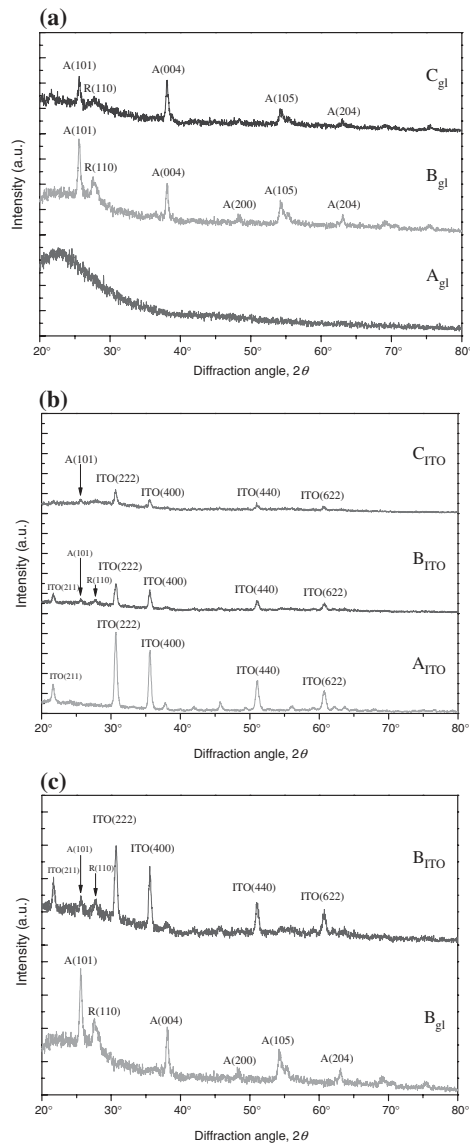 (a)
A(101)
R(110)
A(004)
A(105)
A(204)
C_gl
A(101)
R(110)
A(004)
A(200)
A(105)
A(204)
B_gl
A_gl
Intensity (a.u.)
20° 30° 40° 50° 60° 70° 80°
Diffraction angle, 2θ
(b)
C_ITO
A(101)
ITO(222)
ITO(400)
ITO(440)
ITO(622)
B_ITO
ITO(211)
A(101)
R(110)
ITO(222)
ITO(400)
ITO(440)
ITO(622)
A_ITO
ITO(211)
ITO(222)
ITO(400)
ITO(440)
ITO(622)
Intensity (a.u.)
20° 30° 40° 50° 60° 70° 80°
Diffraction angle, 2θ
(c)
ITO(211)
A(101)
R(110)
ITO(222)
ITO(400)
ITO(440)
ITO(622)
B_ITO
A(101)
R(110)
A(004)
A(200)
A(105)
A(204)
B_gl
Intensity (a.u.)
20° 30° 40° 50° 60° 70° 80°
Diffraction angle, 2θ